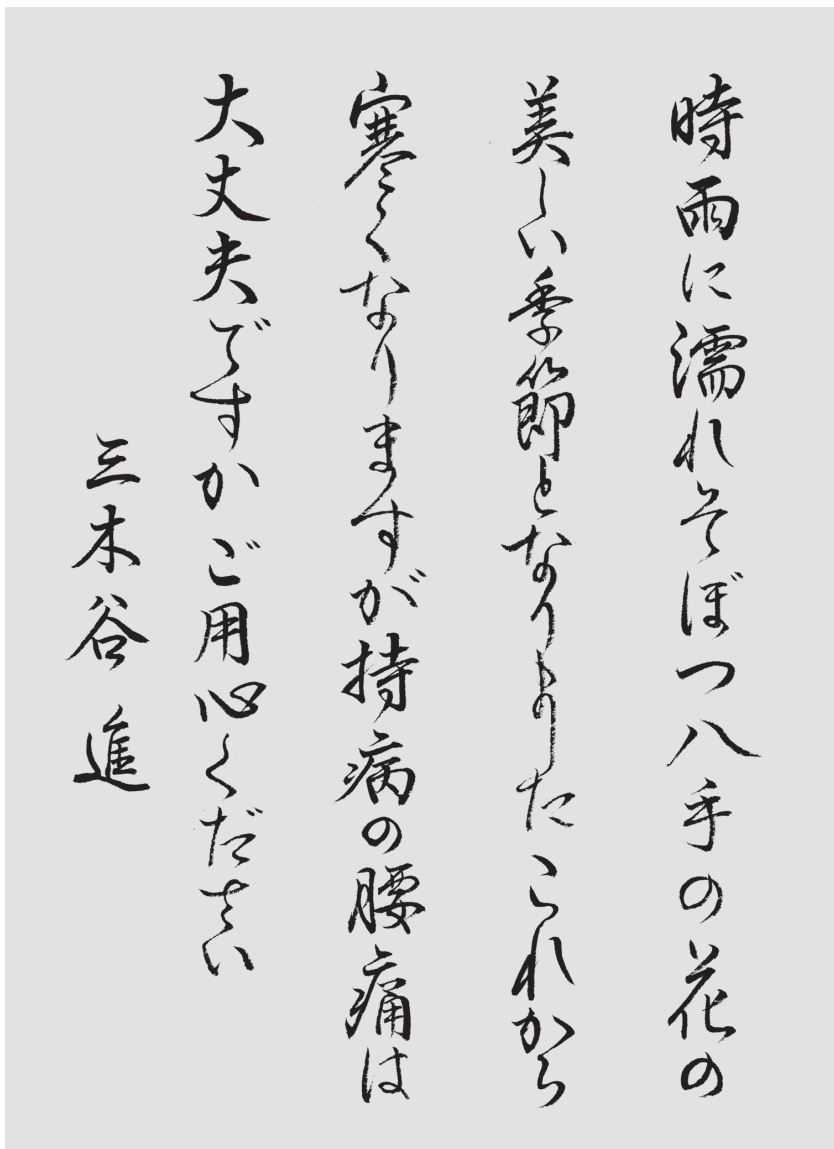 時雨に濡れそぼつ八手の花の
美しい季節となりましたこれから
寒くなりますが持病の腰痛は
大丈夫ですかご用心ください
三木谷進